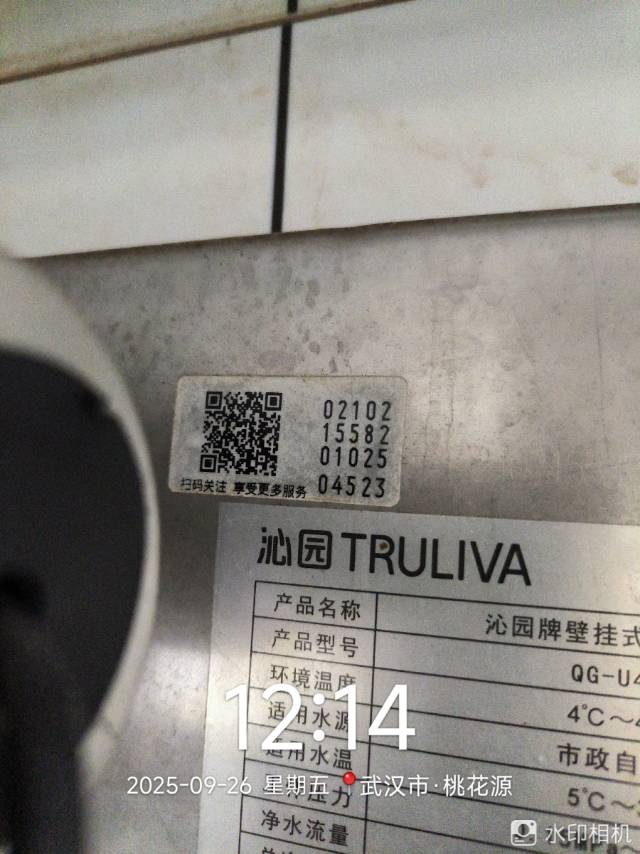 02102
15582
01025
扫码关注 享受更多服务 04523
沁园 TRULIVA
产品名称 沁园牌壁挂式
产品型号 QG-U4
环境温度 4℃～4
适用水源 市政自
适用水温 5℃～
压力
净水流量
12:14
2025-09-26 星期五 武汉市·桃花源
水印相机